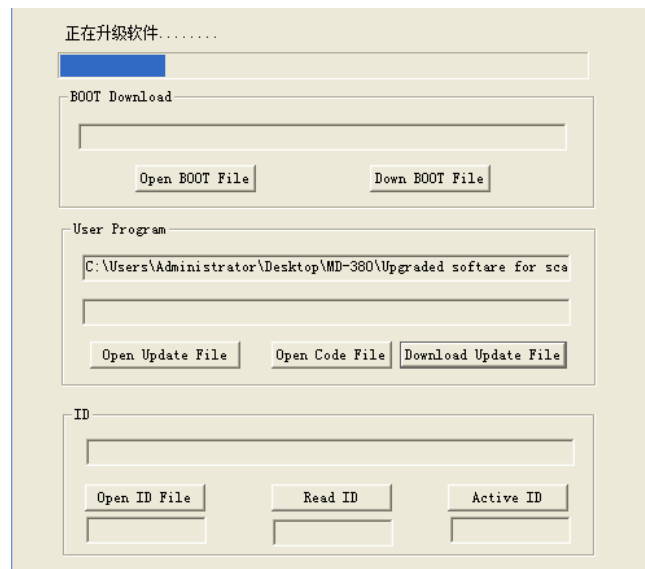 正在升级软件........
BOOT Download
Open BOOT File
Down BOOT File
User Program
C:\Users\Administrator\Desktop\MD-380\Upgraded softare for sca
Open Update File
Open Code File
Download Update File
ID
Open ID File
Read ID
Active ID